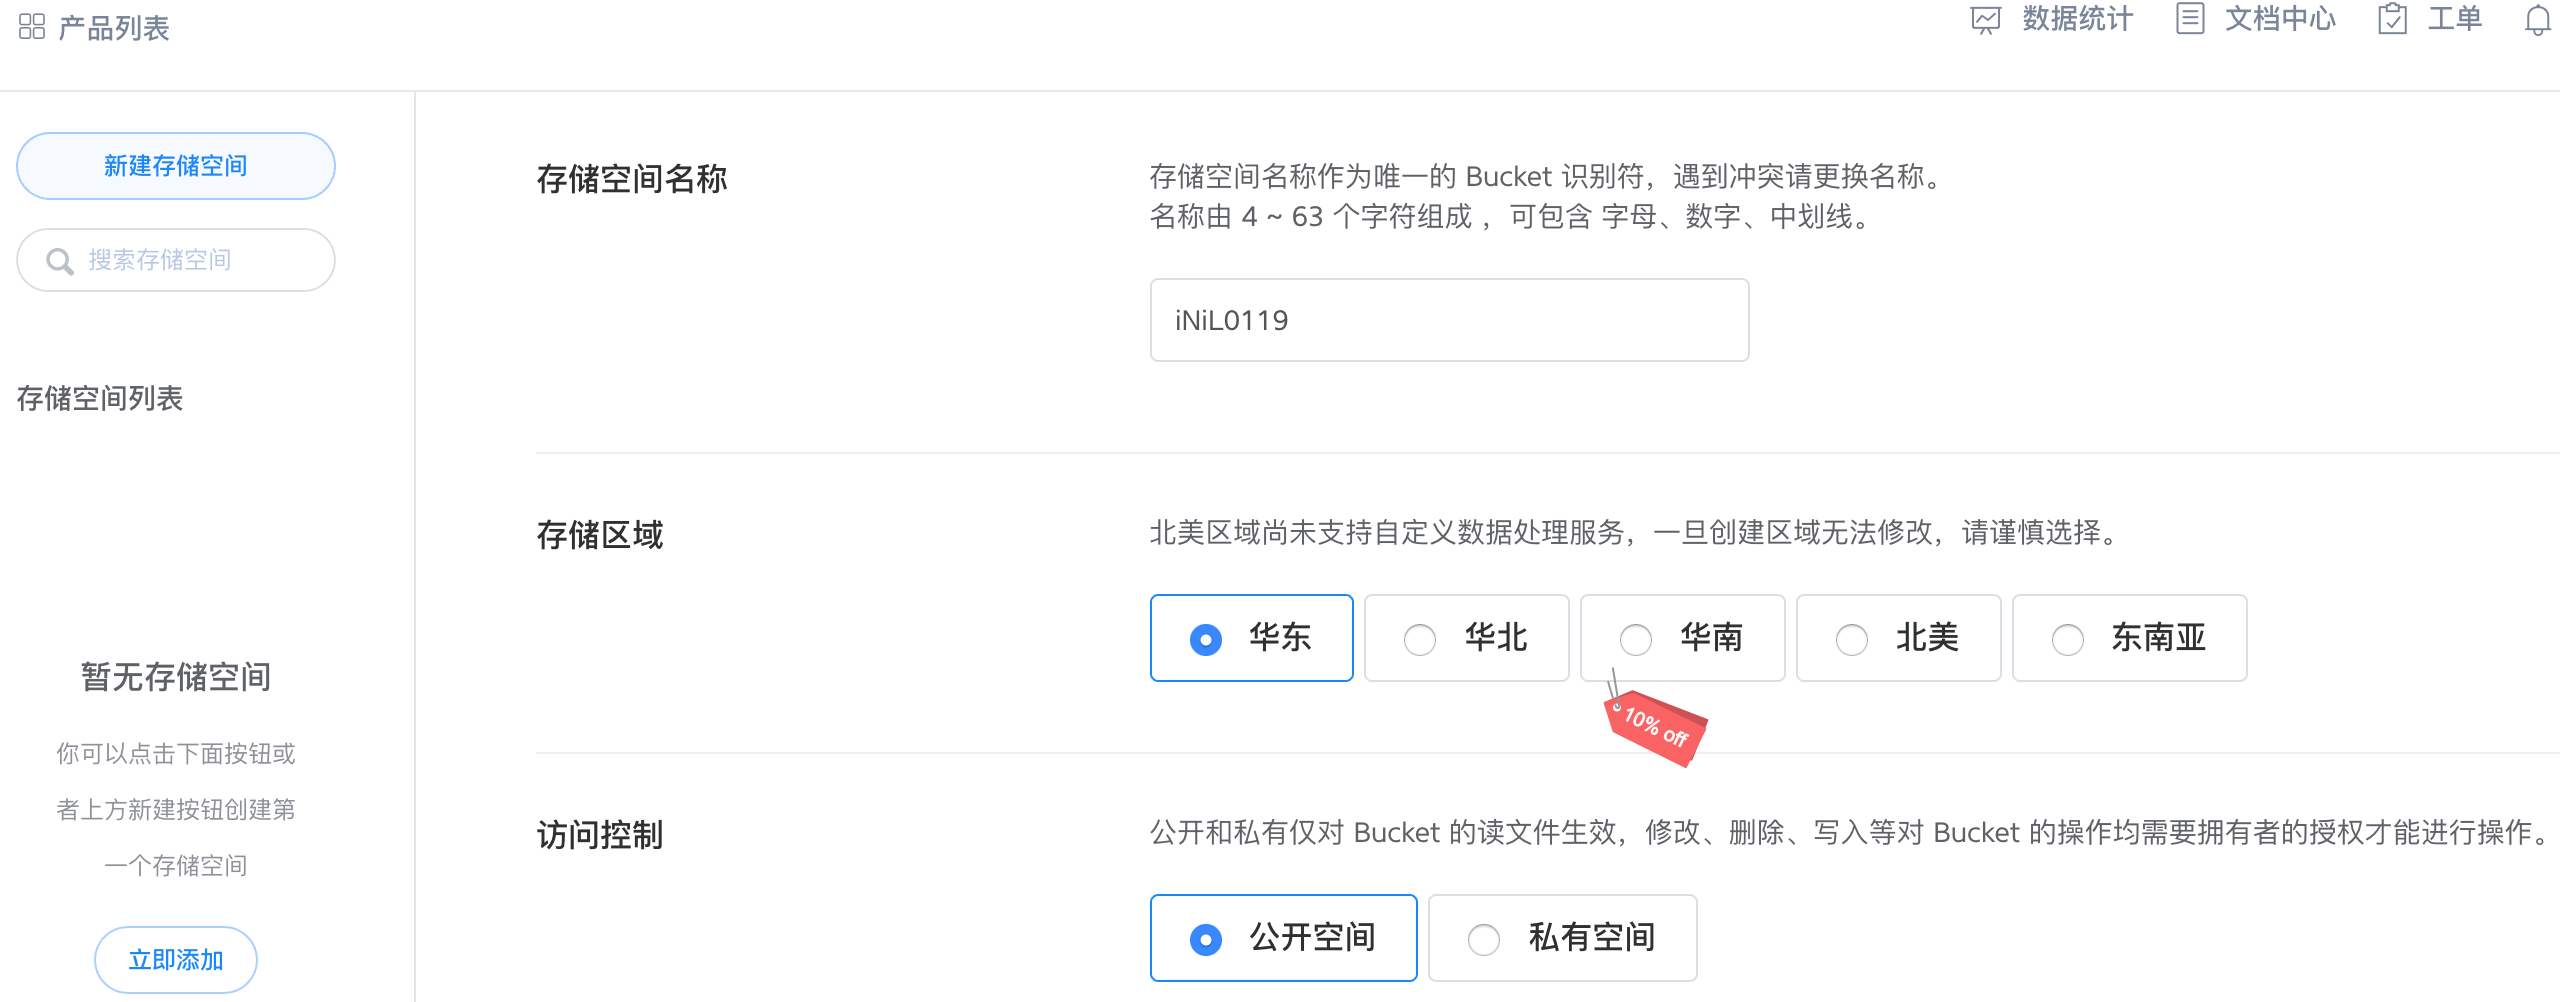 产品列表
数据统计
文档中心
工单
新建存储空间
搜索存储空间
存储空间列表
暂无存储空间
你可以点击下面按钮或
者上方新建按钮创建第
一个存储空间
立即添加
存储空间名称
存储空间名称作为唯一的 Bucket 识别符，遇到冲突请更换名称。
名称由 4 ~ 63 个字符组成 ，可包含 字母、数字、中划线。
iNiL0119
存储区域
北美区域尚未支持自定义数据处理服务，一旦创建区域无法修改，请谨慎选择。
华东
华北
华南
北美
东南亚
10% off
访问控制
公开和私有仅对 Bucket 的读文件生效，修改、删除、写入等对 Bucket 的操作均需要拥有者的授权才能进行操作。
公开空间
私有空间